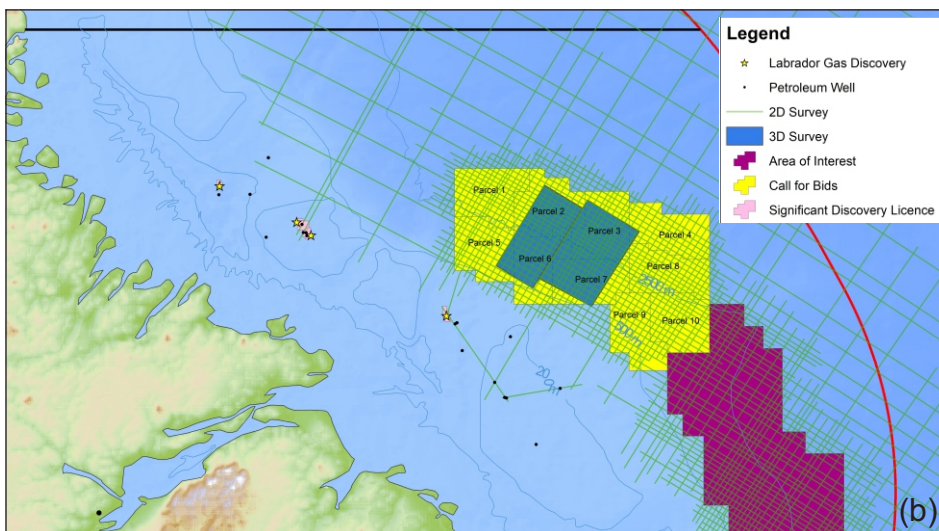 Legend
Labrador Gas Discovery
Petroleum Well
2D Survey
3D Survey
Area of Interest
Call for Bids
Significant Discovery Licence
Parcel 1
Parcel 2
Parcel 3
Parcel 4
Parcel 5
Parcel 6
Parcel 7
Parcel 8
Parcel 9
Parcel 10
2000m
500m
200m
(b)